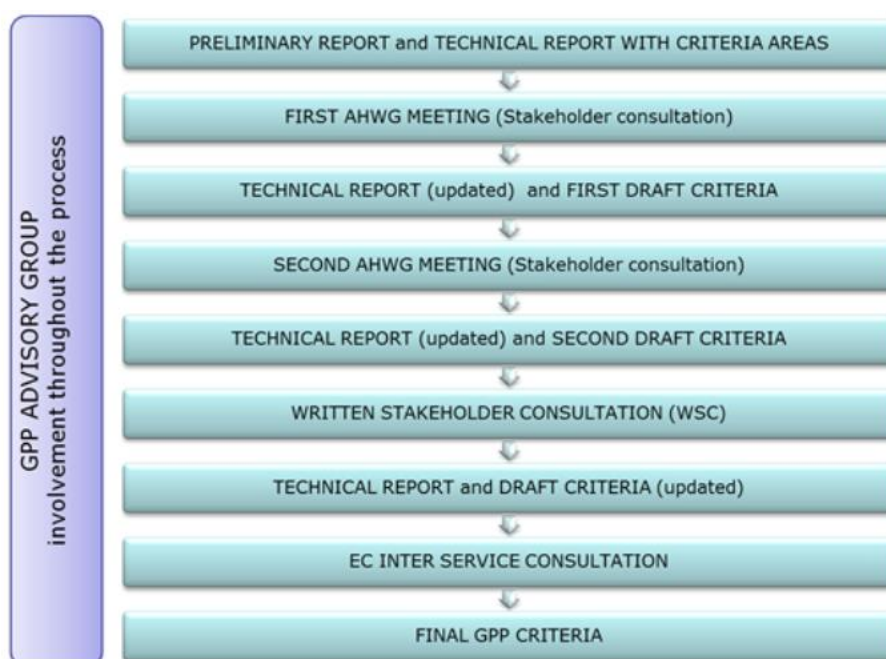 GPP ADVISORY GROUP
involvement throughout the process
PRELIMINARY REPORT and TECHNICAL REPORT WITH CRITERIA AREAS
FIRST AHWG MEETING (Stakeholder consultation)
TECHNICAL REPORT (updated) and FIRST DRAFT CRITERIA
SECOND AHWG MEETING (Stakeholder consultation)
TECHNICAL REPORT (updated) and SECOND DRAFT CRITERIA
WRITTEN STAKEHOLDER CONSULTATION (WSC)
TECHNICAL REPORT and DRAFT CRITERIA (updated)
EC INTER SERVICE CONSULTATION
FINAL GPP CRITERIA